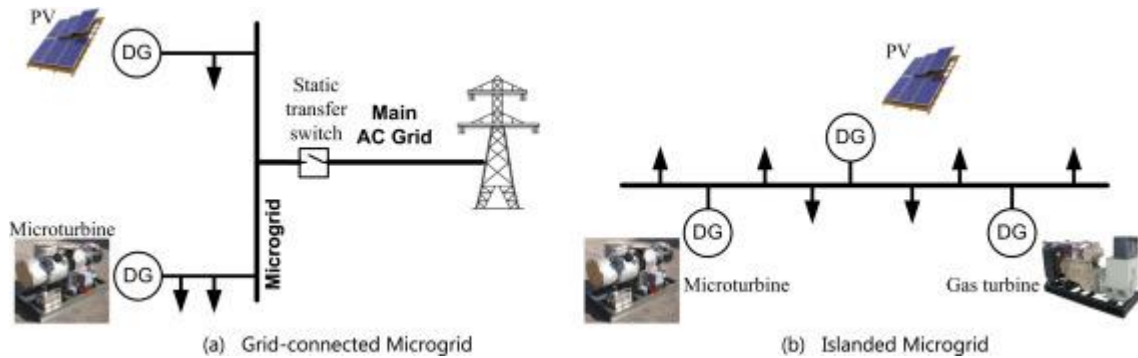 PV
DG
Static
transfer
switch
Main
AC Grid
Microgrid
Microturbine
DG
(a) Grid-connected Microgrid
PV
DG
DG
DG
Microturbine
Gas turbine
(b) Islanded Microgrid